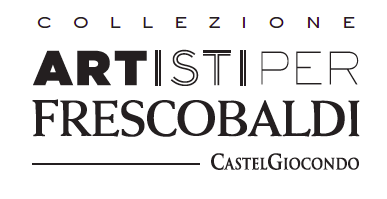 COLLEZIONE
ARTISTIPER
FRESCOBALDI
CASTELGIOCONDO